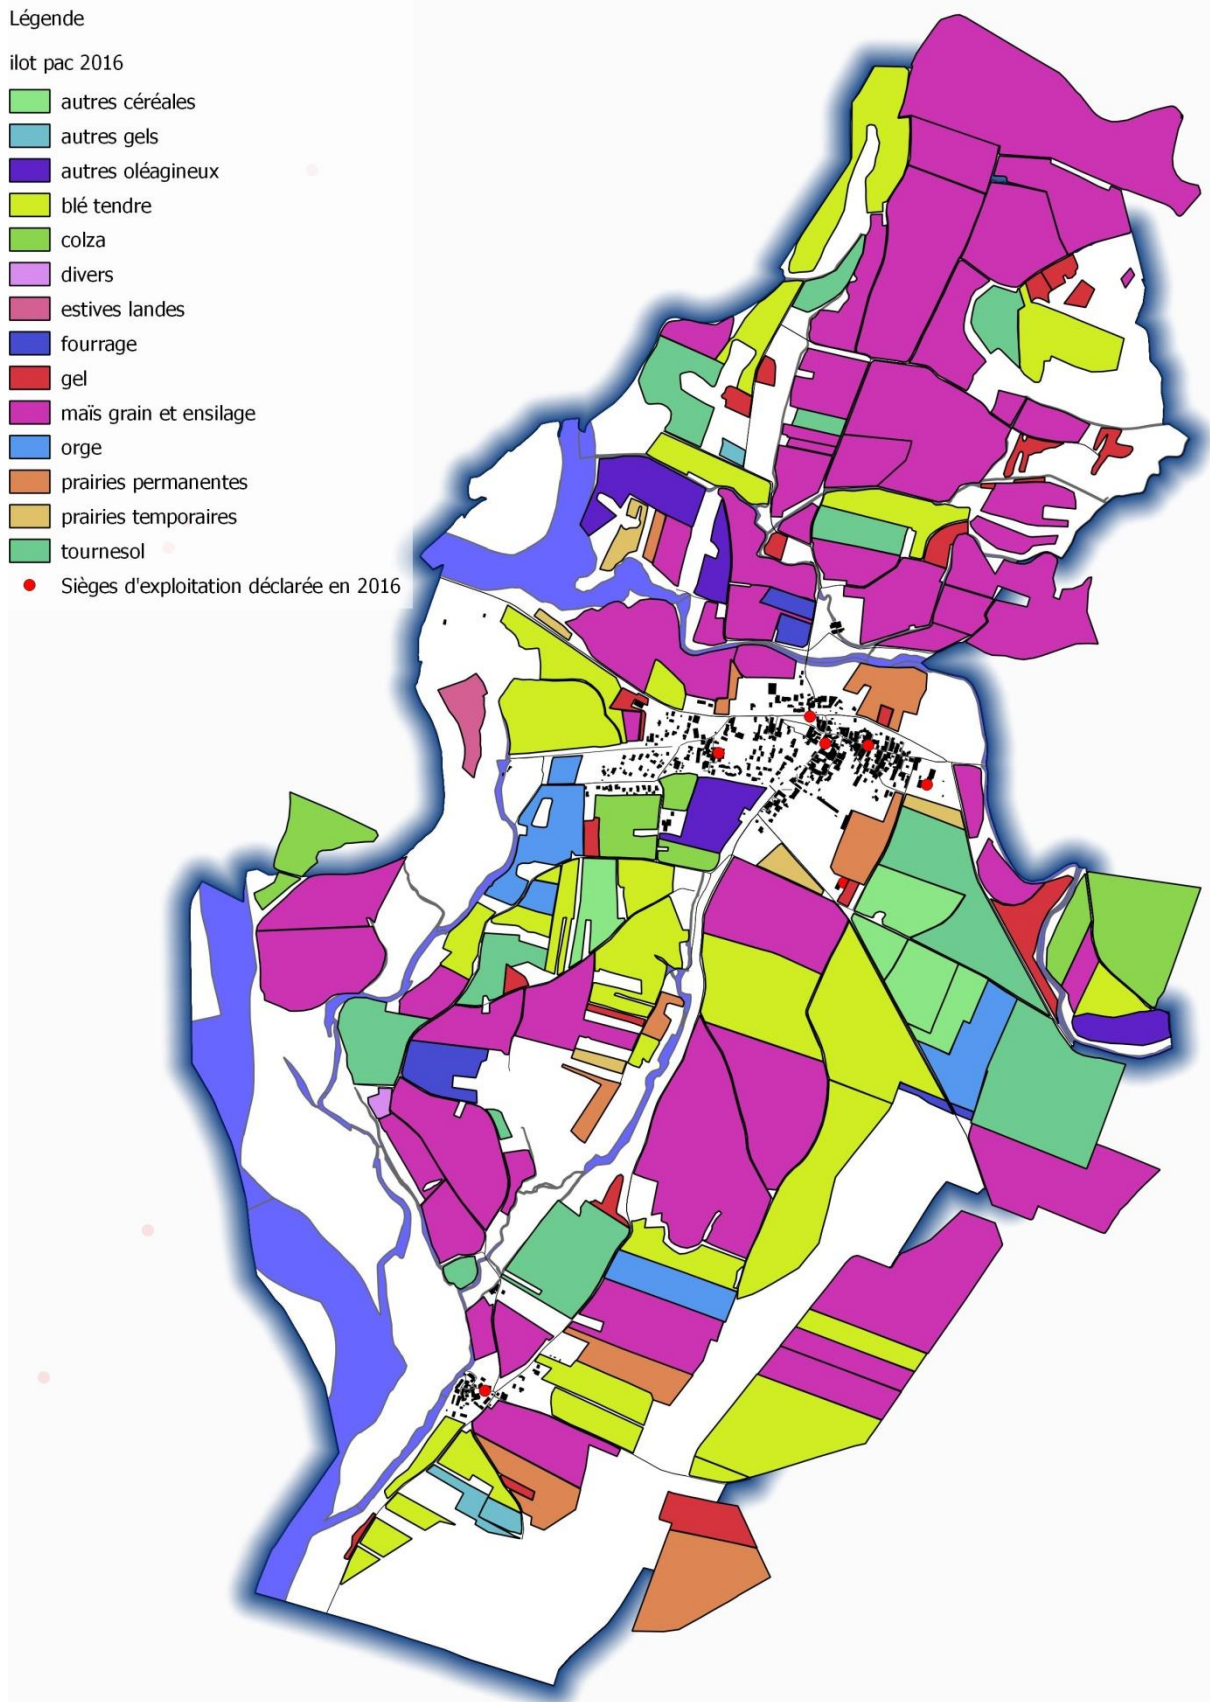 Légende
ilot pac 2016
autres céréales
autres gels
autres oléagineux
blé tendre
colza
divers
estives landes
fourrage
gel
maïs grain et ensilage
orge
prairies permanentes
prairies temporaires
tournesol
Sièges d'exploitation déclarée en 2016